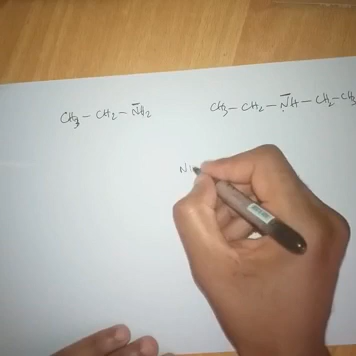 CH₃ – CH₂ – N̅H₂
CH₃ – CH₂ – N̅H – CH₂ – CH₃
N